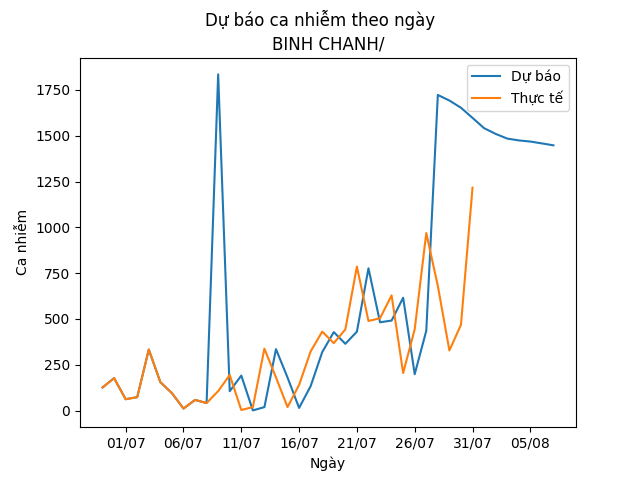 Dự báo ca nhiễm theo ngày
BINH CHANH/
Dự báo
Thực tế
Ca nhiễm
1750
1500
1250
1000
750
500
250
0
01/07 06/07 11/07 16/07 21/07 26/07 31/07 05/08
Ngày